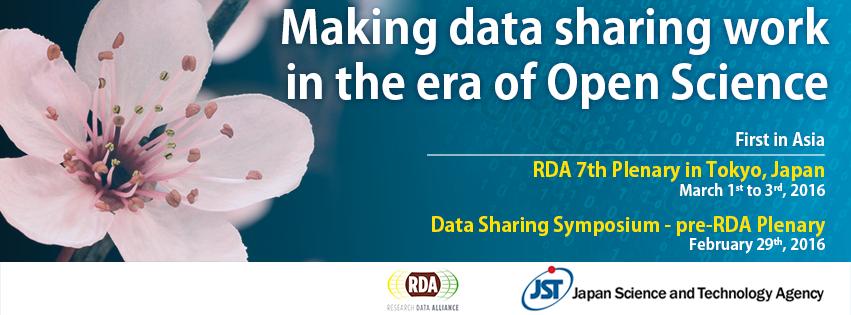 Making data sharing work
in the era of Open Science
First in Asia
RDA 7th Plenary in Tokyo, Japan
March 1st to 3rd, 2016
Data Sharing Symposium - pre-RDA Plenary
February 29th, 2016
RDA
RESEARCH DATA ALLIANCE
JST Japan Science and Technology Agency